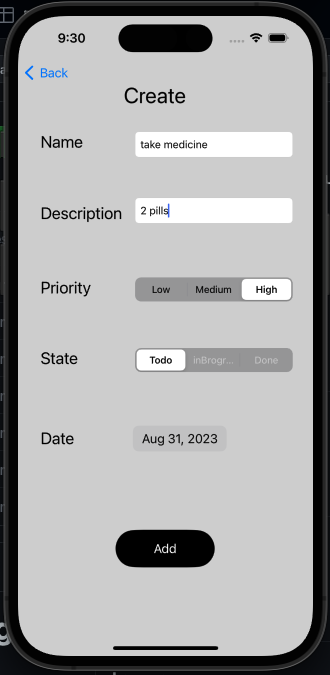 9:30
Back
Create
Name
take medicine
Description
2 pills
Priority
Low Medium High
State
Todo inBrogr... Done
Date
Aug 31, 2023
Add